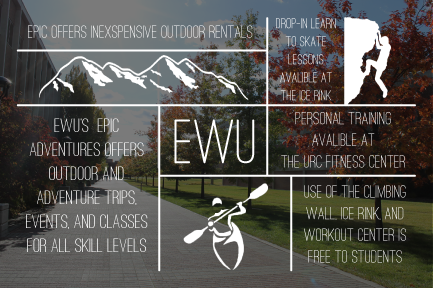 EPIC OFFERS INEXSPENSIVE OUTDOOR RENTALS
DROP-IN LEARN
TO SKATE
LESSONS
AVALIBLE AT
THE ICE RINK
EWU'S EPIC
ADVENTURES OFFERS
OUTDOOR AND
ADVENTURE TRIPS,
EVENTS, AND CLASSES
FOR ALL SKILL LEVELS
EWU
PERSONAL TRAINING
AVALIBLE AT
THE URC FITNESS CENTER
USE OF THE CLIMBING
WALL, ICE RINK, AND
WORKOUT CENTER IS
FREE TO STUDENTS